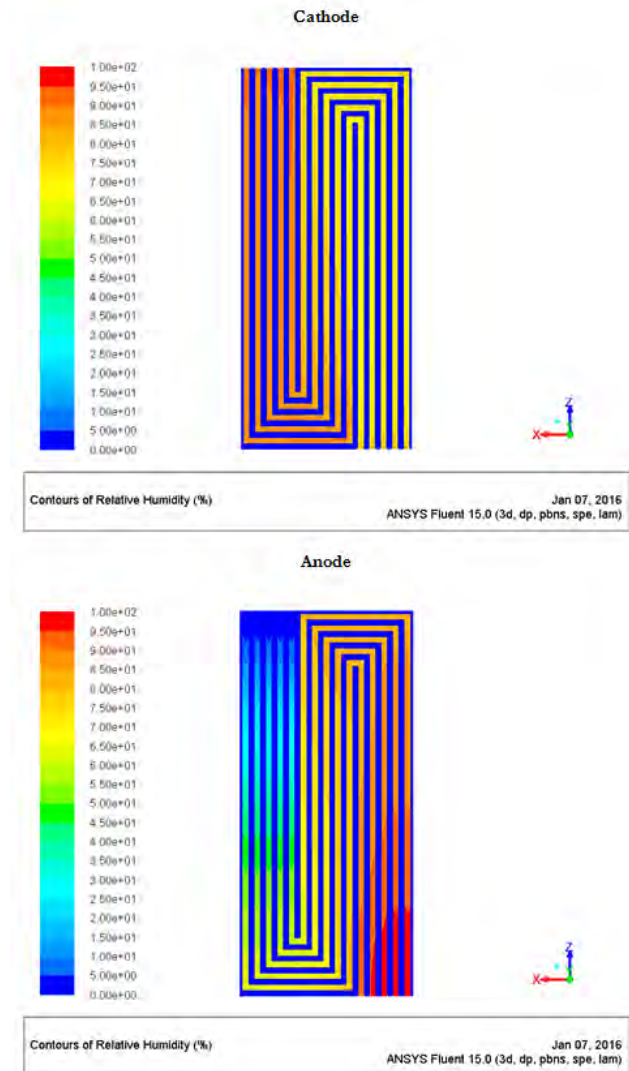 Cathode
1.00e+02
9.50e+01
9.00e+01
8.50e+01
8.00e+01
7.50e+01
7.00e+01
6.50e+01
6.00e+01
5.50e+01
5.00e+01
4.50e+01
4.00e+01
3.50e+01
3.00e+01
2.50e+01
2.00e+01
1.50e+01
1.00e+01
5.00e+00
0.00e+00
Z
X
Contours of Relative Humidity (%)
Jan 07, 2016
ANSYS Fluent 15.0 (3d, dp, pbns, spe, lam)
Anode
1.00e+02
9.50e+01
9.00e+01
8.50e+01
8.00e+01
7.50e+01
7.00e+01
6.50e+01
6.00e+01
5.50e+01
5.00e+01
4.50e+01
4.00e+01
3.50e+01
3.00e+01
2.50e+01
2.00e+01
1.50e+01
1.00e+01
5.00e+00
0.00e+00
Z
X
Contours of Relative Humidity (%)
Jan 07, 2016
ANSYS Fluent 15.0 (3d, dp, pbns, spe, lam)